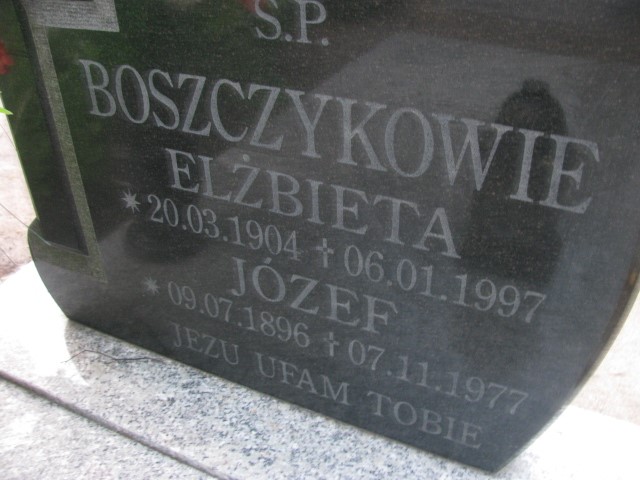 Ś.P.
BOSZCZYKOWIE
ELŻBIETA
* 20.03.1904 † 06.01.1997
JÓZEF
* 09.07.1896 † 07.11.1977
JEZU UFAM TOBIE